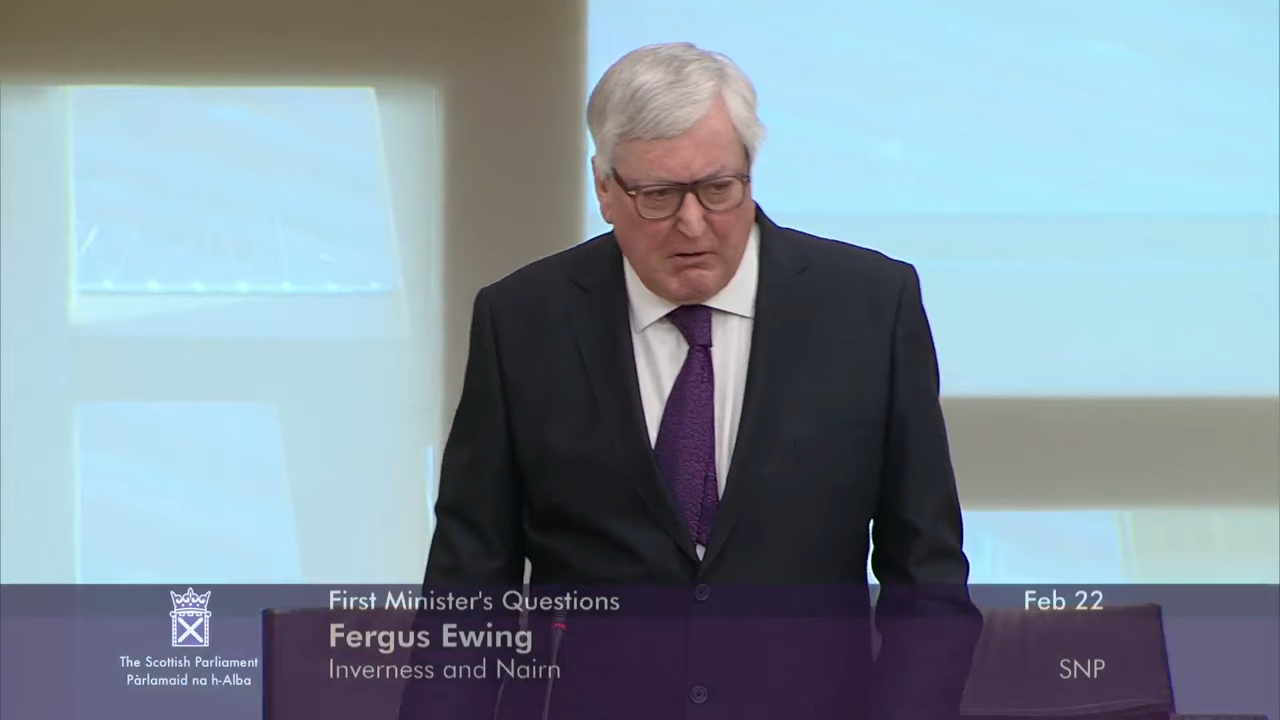 First Minister's Questions
Feb 22
Fergus Ewing
Inverness and Nairn
SNP
The Scottish Parliament
Pàrlamaid na h-Alba